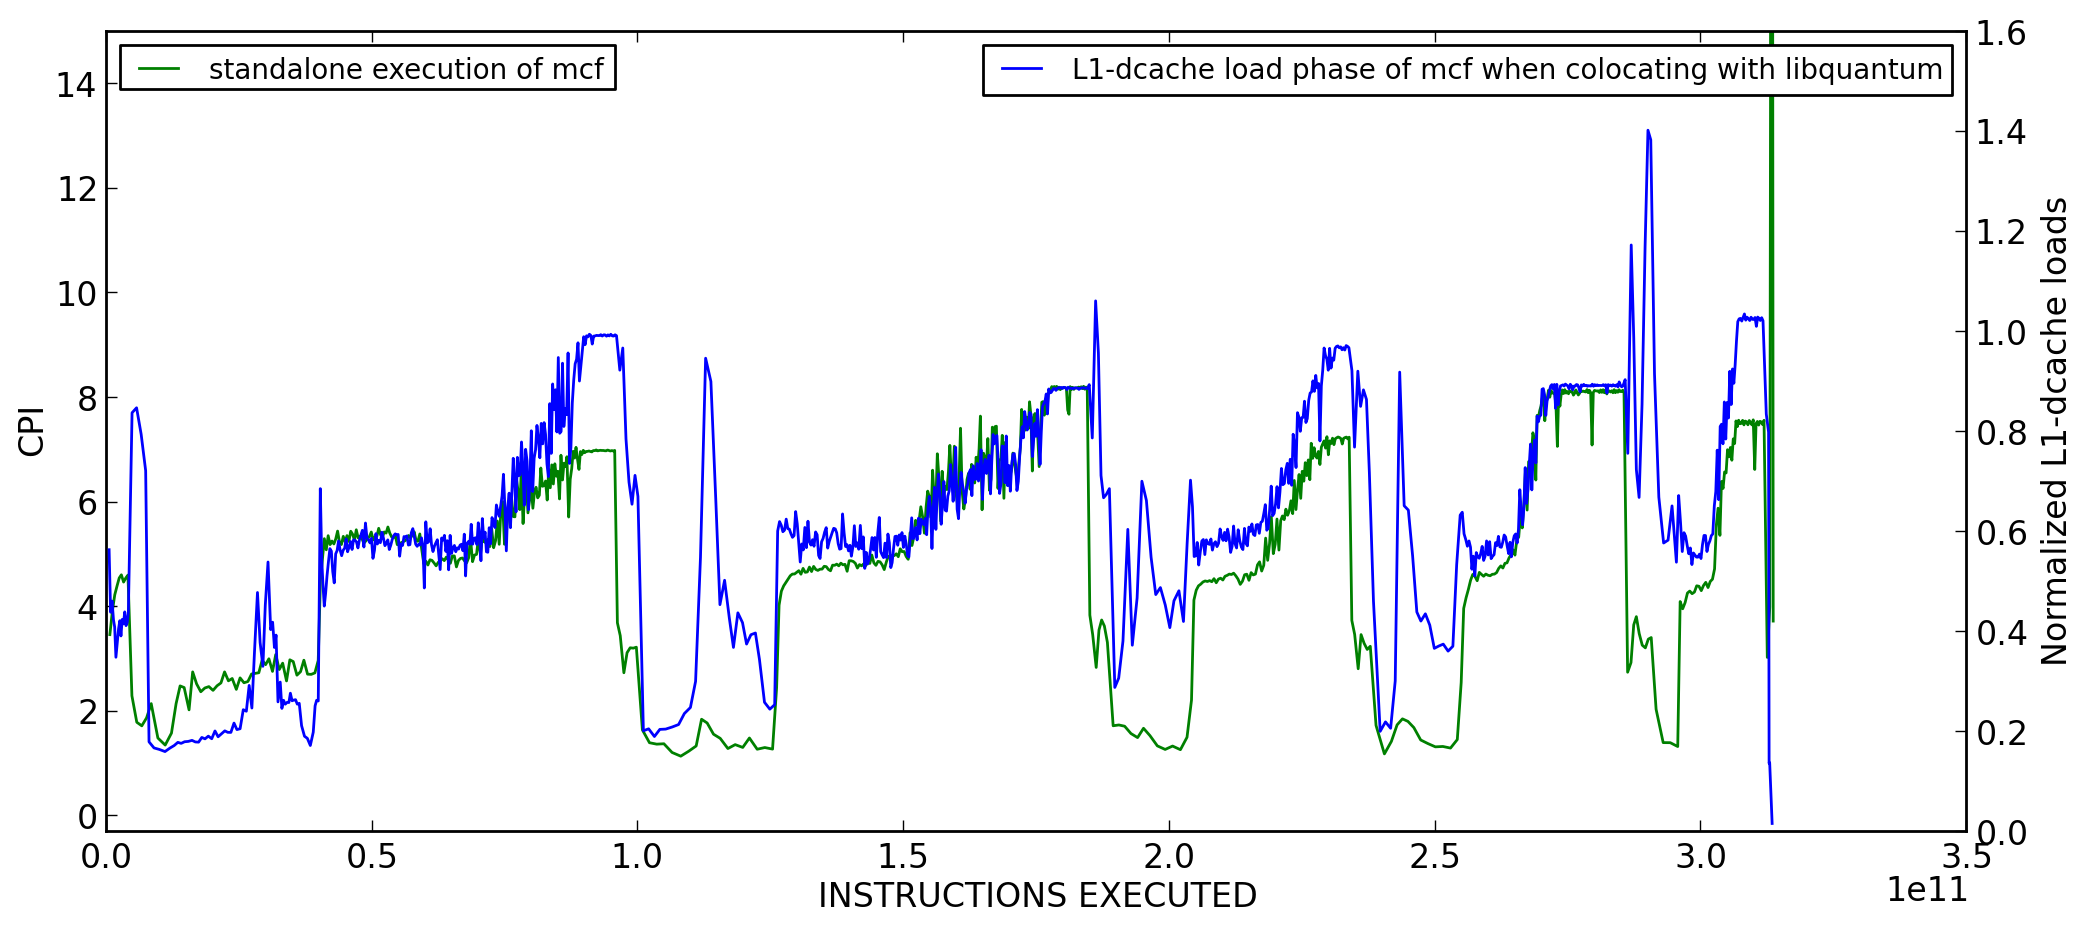 standalone execution of mcf
L1-dcache load phase of mcf when colocating with libquantum
CPI
14
12
10
8
6
4
2
0
1.6
1.4
1.2
1.0
0.8
0.6
0.4
0.2
0.0
Normalized L1-dcache loads
0.0 0.5 1.0 1.5 2.0 2.5 3.0 3.5
1e11
INSTRUCTIONS EXECUTED